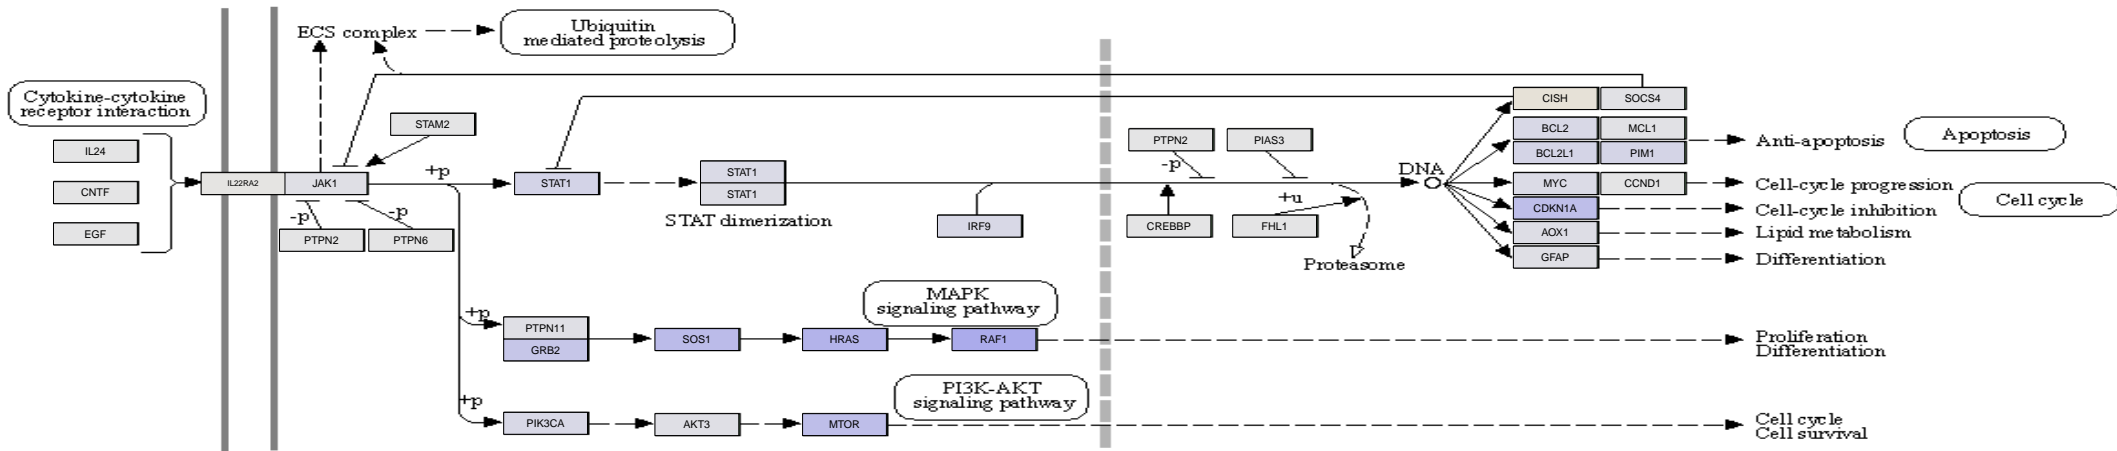 Ubiquitin
mediated proteolysis
ECS complex
Cytokine-cytokine
receptor interaction
IL24
CNTF
EGF
IL22RA2
JAK1
STAM2
+p
-p
-p
PTPN2
PTPN6
STAT1
STAT1
STAT1
STAT dimerization
IRF9
PTPN2
PIAS3
-p
+u
CREBBP
FHL1
Proteasome
DNA
CISH
SOCS4
BCL2
MCL1
BCL2L1
PIM1
MYC
CCND1
CDKN1A
AOX1
GFAP
Anti-apoptosis
Apoptosis
Cell-cycle progression
Cell-cycle inhibition
Cell cycle
Lipid metabolism
Differentiation
MAPK
signaling pathway
+p
PTPN11
GRB2
SOS1
HRAS
RAF1
Proliferation
Differentiation
PI3K-AKT
signaling pathway
+p
PIK3CA
AKT3
MTOR
Cell cycle
Cell survival